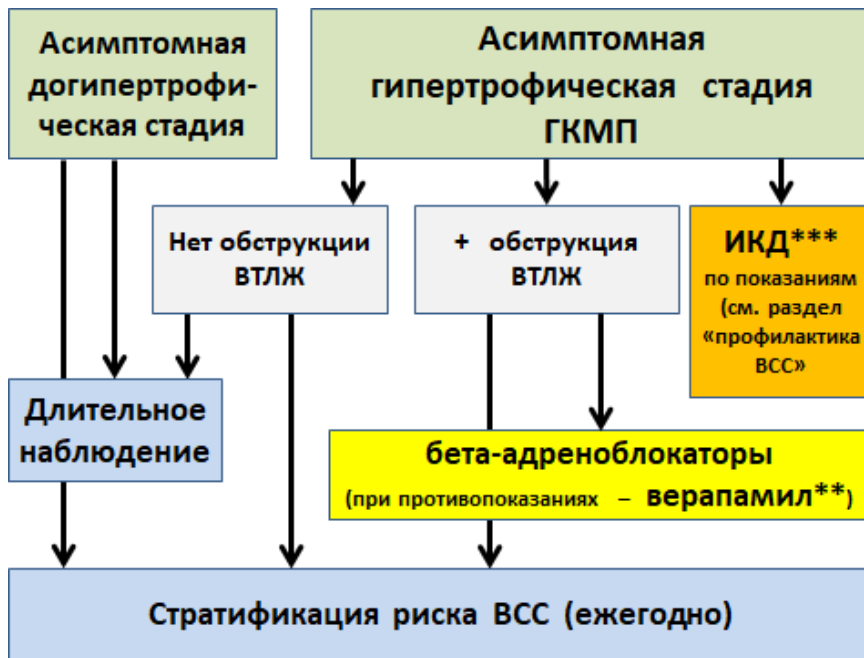 Асимптомная
догипертрофи-
ческая стадия
Асимптомная
гипертрофическая стадия
ГКМП
Нет обструкции
ВТЛЖ
+ обструкция
ВТЛЖ
ИКД***
по показаниям
(см. раздел
«профилактика
ВСС»
Длительное
наблюдение
бета-адреноблокаторы
(при противопоказаниях – верапамил**)
Стратификация риска ВСС (ежегодно)